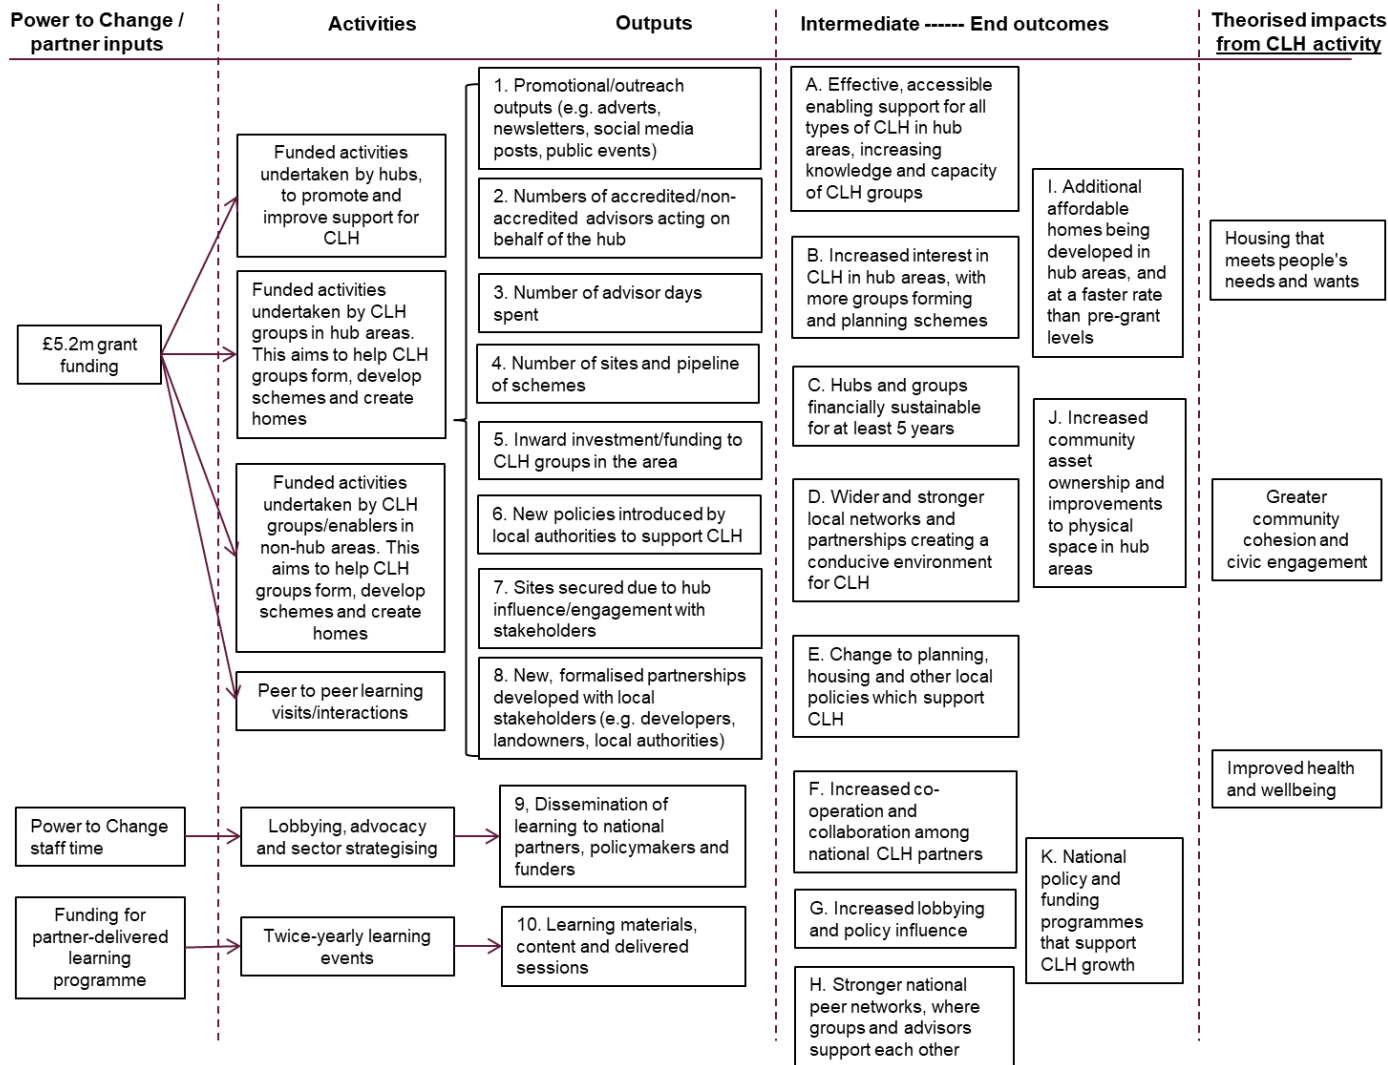 Power to Change /
partner inputs
Activities
Outputs
Intermediate ------ End outcomes
Theorised impacts
from CLH activity
£5.2m grant
funding
Power to Change
staff time
Funding for
partner-delivered
learning
programme
Funded activities
undertaken by hubs,
to promote and
improve support for
CLH
Funded activities
undertaken by CLH
groups in hub areas.
This aims to help CLH
groups form, develop
schemes and create
homes
Funded activities
undertaken by CLH
groups/enablers in
non-hub areas. This
aims to help CLH
groups form, develop
schemes and create
homes
Peer to peer learning
visits/interactions
Lobbying, advocacy
and sector strategising
Twice-yearly learning
events
1. Promotional/outreach
outputs (e.g. adverts,
newsletters, social media
posts, public events)
2. Numbers of accredited/non-
accredited advisors acting on
behalf of the hub
3. Number of advisor days
spent
4. Number of sites and pipeline
of schemes
5. Inward investment/funding to
CLH groups in the area
6. New policies introduced by
local authorities to support CLH
7. Sites secured due to hub
influence/engagement with
stakeholders
8. New, formalised partnerships
developed with local
stakeholders (e.g. developers,
landowners, local authorities)
9, Dissemination of
learning to national
partners, policymakers and
funders
10. Learning materials,
content and delivered
sessions
A. Effective, accessible
enabling support for all
types of CLH in hub
areas, increasing
knowledge and capacity
of CLH groups
B. Increased interest in
CLH in hub areas, with
more groups forming
and planning schemes
C. Hubs and groups
financially sustainable
for at least 5 years
D. Wider and stronger
local networks and
partnerships creating a
conducive environment
for CLH
E. Change to planning,
housing and other local
policies which support
CLH
F. Increased co-
operation and
collaboration among
national CLH partners
G. Increased lobbying
and policy influence
H. Stronger national
peer networks, where
groups and advisors
support each other
I. Additional
affordable
homes being
developed in
hub areas, and
at a faster rate
than pre-grant
levels
J. Increased
community
asset
ownership and
improvements
to physical
space in hub
areas
K. National
policy and
funding
programmes
that support
CLH growth
Housing that
meets people's
needs and wants
Greater
community
cohesion and
civic engagement
Improved health
and wellbeing